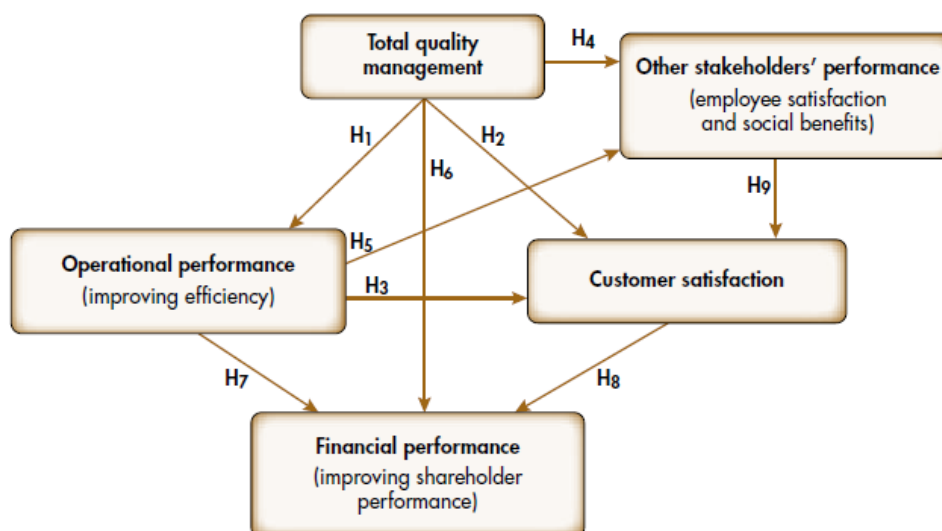 Total quality
management
H4
Other stakeholders' performance
(employee satisfaction
and social benefits)
H1
H2
H6
H9
H5
Operational performance
(improving efficiency)
H3
Customer satisfaction
H7
H8
Financial performance
(improving shareholder
performance)